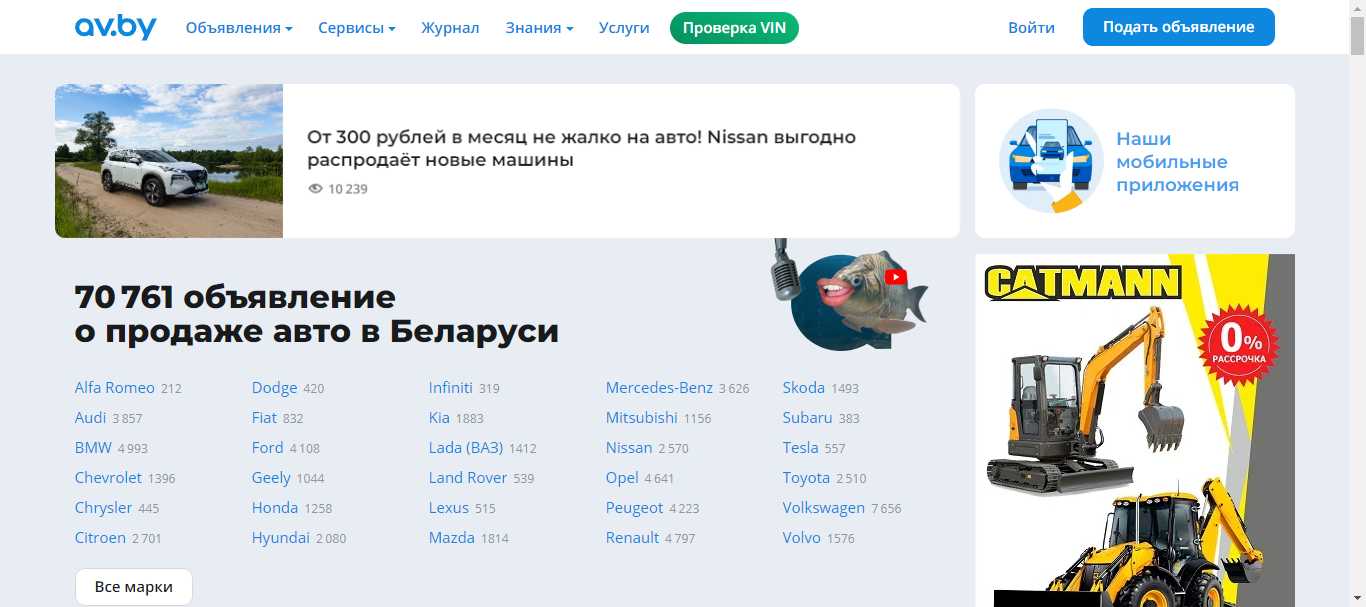 av.by Объявления Сервисы Журнал Знания Услуги Проверка VIN Войти Подать объявление
От 300 рублей в месяц не жалко на авто! Nissan выгодно
распродаёт новые машины
10 239
Наши
мобильные
приложения
70 761 объявление
о продаже авто в Беларуси
Alfa Romeo 212 Dodge 420 Infiniti 319 Mercedes-Benz 3 626 Skoda 1493
Audi 3 857 Fiat 832 Kia 1883 Mitsubishi 1156 Subaru 383
BMW 4 993 Ford 4 108 Lada (ВАЗ) 1412 Nissan 2 570 Tesla 557
Chevrolet 1396 Geely 1044 Land Rover 539 Opel 4 641 Toyota 2 510
Chrysler 445 Honda 1258 Lexus 515 Peugeot 4 223 Volkswagen 7 656
Citroen 2 701 Hyundai 2 080 Mazda 1814 Renault 4 797 Volvo 1576
Все марки
CATMANN
0%
РАССРОЧКА